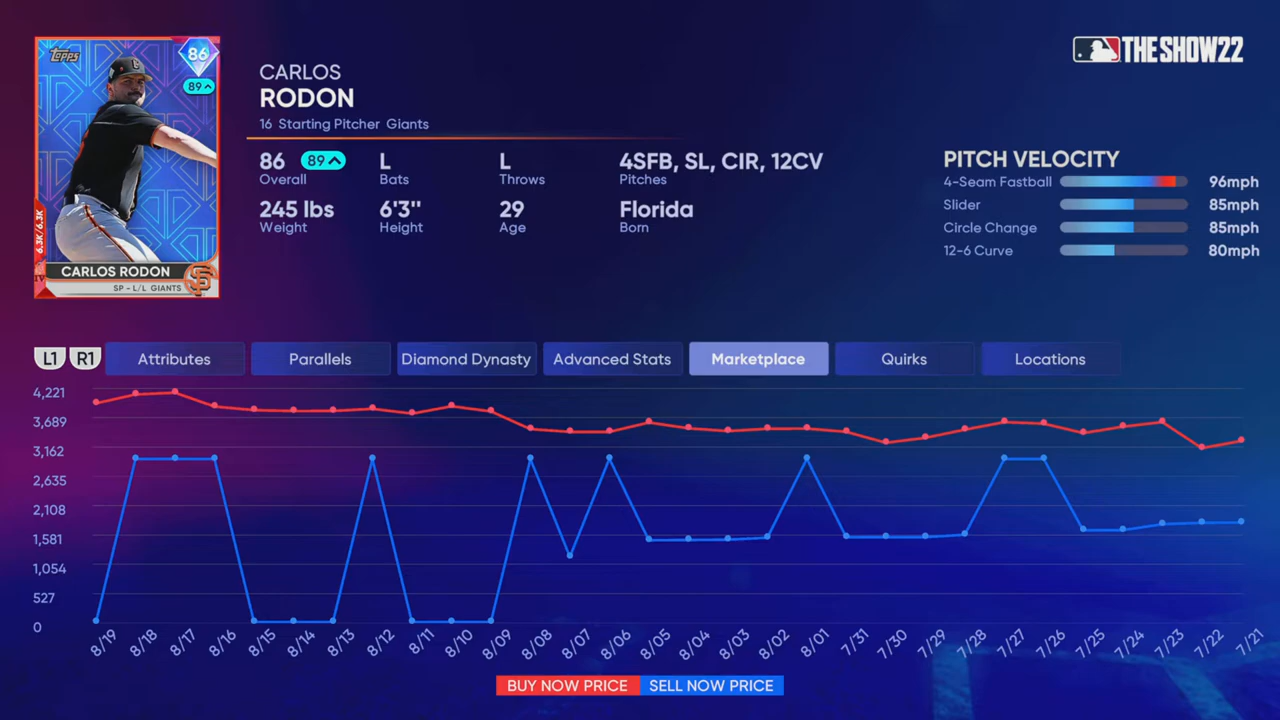 Topps
86
89
6.3K/6.3K
IV
CARLOS RODON
SP - L/L GIANTS
CARLOS
RODON
16 Starting Pitcher Giants
86 89 L L 4SFB, SL, CIR, 12CV
Overall Bats Throws Pitches
245 lbs 6'3" 29 Florida
Weight Height Age Born
MLB THE SHOW 22
PITCH VELOCITY
4-Seam Fastball 96mph
Slider 85mph
Circle Change 85mph
12-6 Curve 80mph
L1 R1 Attributes Parallels Diamond Dynasty Advanced Stats Marketplace Quirks Locations
4,221
3,689
3,162
2,635
2,108
1,581
1,054
527
0
8/19 8/18 8/17 8/16 8/15 8/14 8/13 8/12 8/11 8/10 8/09 8/08 8/07 8/06 8/05 8/04 8/03 8/02 8/01 7/31 7/30 7/29 7/28 7/27 7/26 7/25 7/24 7/23 7/22 7/21
BUY NOW PRICE SELL NOW PRICE